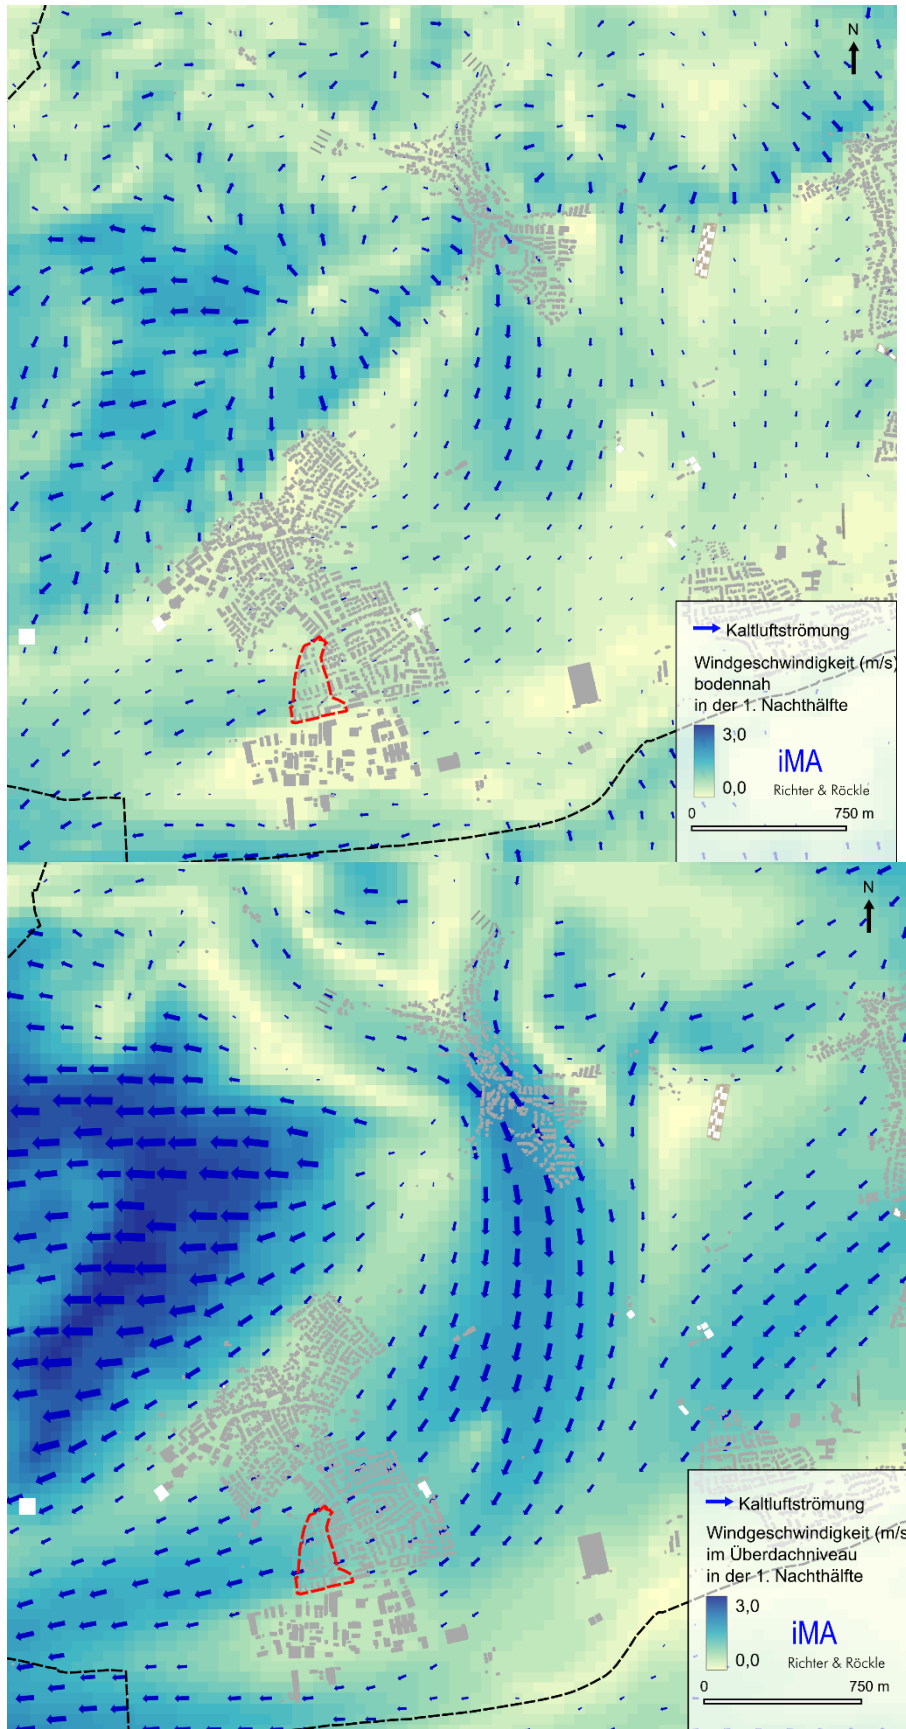 N
Kaltluftströmung
Windgeschwindigkeit (m/s)
bodennah
in der 1. Nachthälfte
3,0
0,0
iMA
Richter & Röckle
0 750 m
N
Kaltluftströmung
Windgeschwindigkeit (m/s
im Überdachniveau
in der 1. Nachthälfte
3,0
0,0
iMA
Richter & Röckle
0 750 m